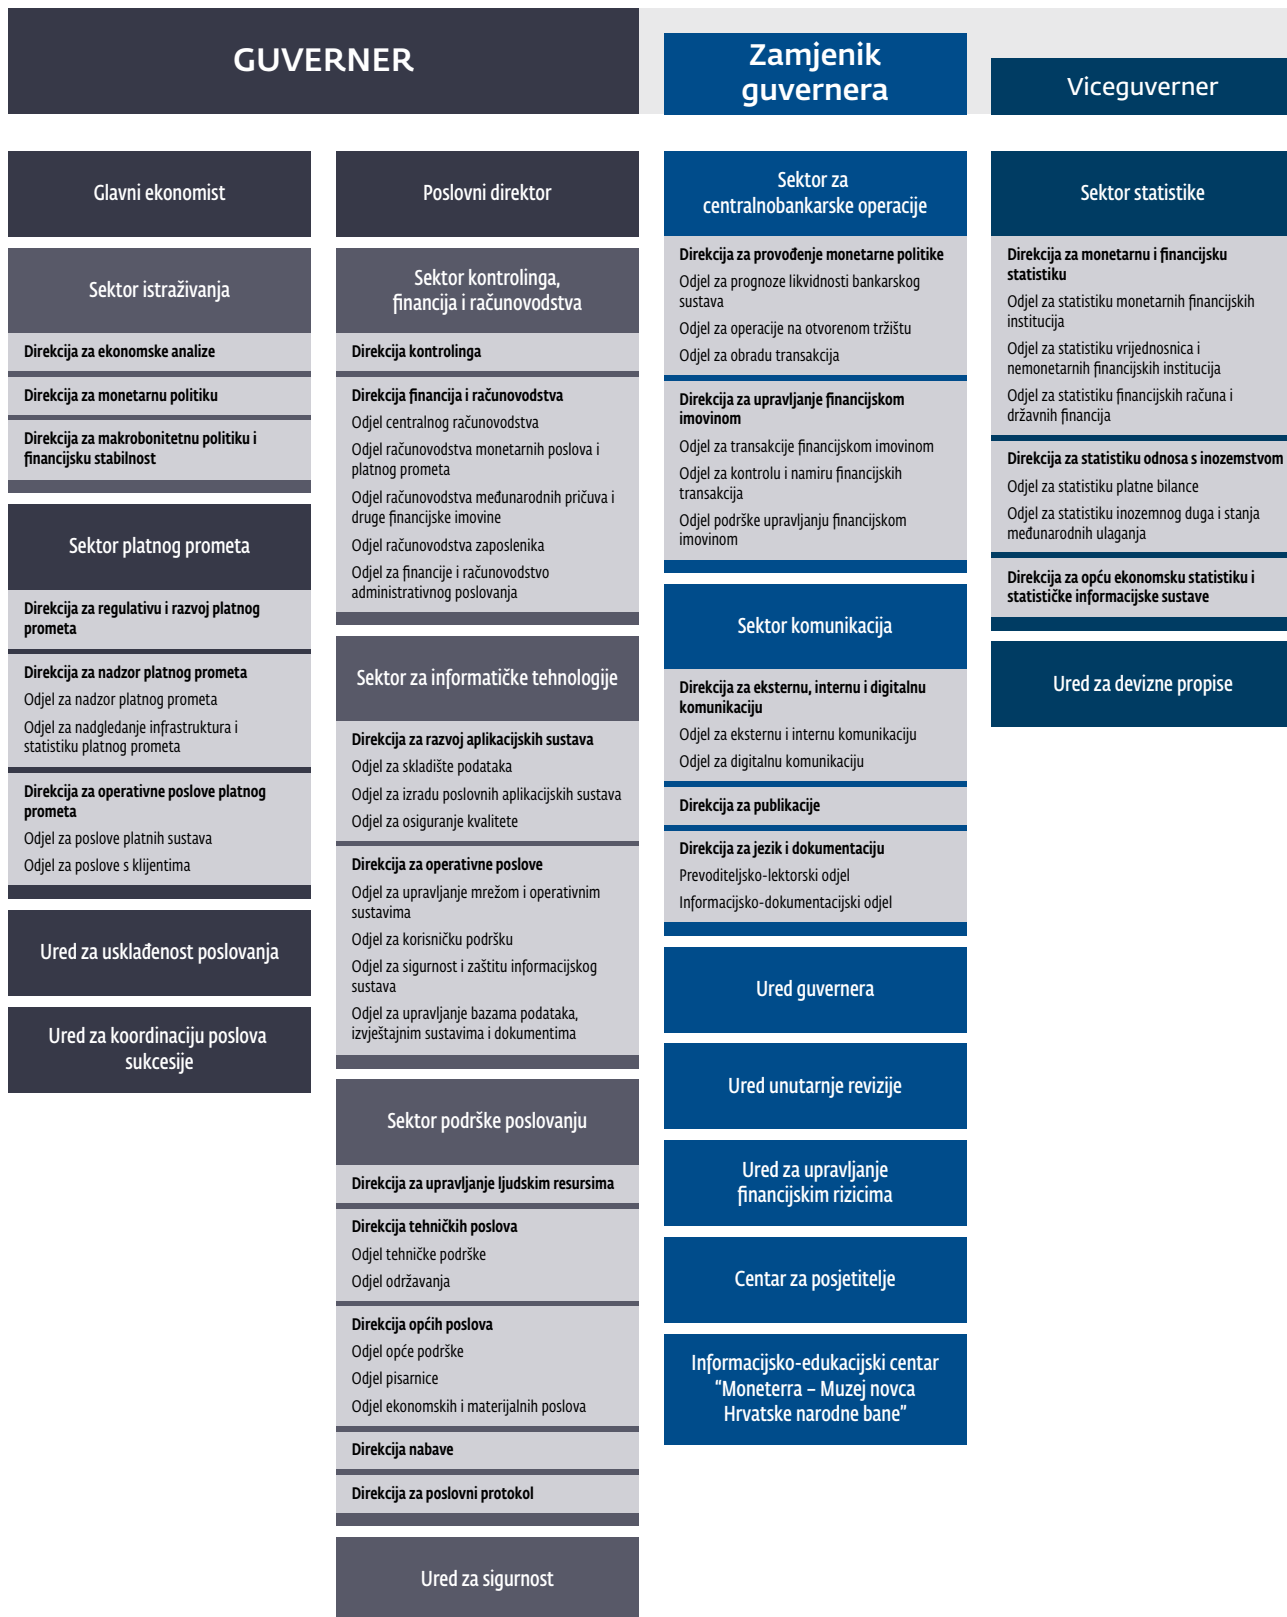 GUVERNER
Zamjenik
guvernera
Viceguverner
Glavni ekonomist
Sektor istraživanja
Direkcija za ekonomske analize
Direkcija za monetarnu politiku
Direkcija za makrobonitetnu politiku i
financijsku stabilnost
Sektor platnog prometa
Direkcija za regulativu i razvoj platnog
prometa
Direkcija za nadzor platnog prometa
Odjel za nadzor platnog prometa
Odjel za nadgledanje infrastruktura i
statistiku platnog prometa
Direkcija za operativne poslove platnog
prometa
Odjel za poslove platnih sustava
Odjel za poslove s klijentima
Ured za usklađenost poslovanja
Ured za koordinaciju poslova
sukcesije
Poslovni direktor
Sektor kontrolinga,
financija i računovodstva
Direkcija kontrolinga
Direkcija financija i računovodstva
Odjel centralnog računovodstva
Odjel računovodstva monetarnih poslova i
platnog prometa
Odjel računovodstva međunarodnih pričuva i
druge financijske imovine
Odjel računovodstva zaposlenika
Odjel za financije i računovodstvo
administrativnog poslovanja
Sektor za informatičke tehnologije
Direkcija za razvoj aplikacijskih sustava
Odjel za skladište podataka
Odjel za izradu poslovnih aplikacijskih sustava
Odjel za osiguranje kvalitete
Direkcija za operativne poslove
Odjel za upravljanje mrežom i operativnim
sustavima
Odjel za korisničku podršku
Odjel za sigurnost i zaštitu informacijskog
sustava
Odjel za upravljanje bazama podataka,
izvještajnim sustavima i dokumentima
Sektor podrške poslovanju
Direkcija za upravljanje ljudskim resursima
Direkcija tehničkih poslova
Odjel tehničke podrške
Odjel održavanja
Direkcija općih poslova
Odjel opće podrške
Odjel pisarnice
Odjel ekonomskih i materijalnih poslova
Direkcija nabave
Direkcija za poslovni protokol
Ured za sigurnost
Sektor za
centralnobankarske operacije
Direkcija za provođenje monetarne politike
Odjel za prognoze likvidnosti bankarskog
sustava
Odjel za operacije na otvorenom tržištu
Odjel za obradu transakcija
Direkcija za upravljanje financijskom
imovinom
Odjel za transakcije financijskom imovinom
Odjel za kontrolu i namiru financijskih
transakcija
Odjel podrške upravljanju financijskom
imovinom
Sektor komunikacija
Direkcija za eksternu, internu i digitalnu
komunikaciju
Odjel za eksternu i internu komunikaciju
Odjel za digitalnu komunikaciju
Direkcija za publikacije
Direkcija za jezik i dokumentaciju
Prevoditeljsko-lektorski odjel
Informacijsko-dokumentacijski odjel
Ured guvernera
Ured unutarnje revizije
Ured za upravljanje
financijskim rizicima
Centar za posjetitelje
Informacijsko-edukacijski centar
“Moneterra – Muzej novca
Hrvatske narodne bane”
Sektor statistike
Direkcija za monetarnu i financijsku
statistiku
Odjel za statistiku monetarnih financijskih
institucija
Odjel za statistiku vrijednosnica i
nemonetarnih financijskih institucija
Odjel za statistiku financijskih računa i
državnih financija
Direkcija za statistiku odnosa s inozemstvom
Odjel za statistiku platne bilance
Odjel za statistiku inozemnog duga i stanja
međunarodnih ulaganja
Direkcija za opću ekonomsku statistiku i
statističke informacijske sustave
Ured za devizne propise